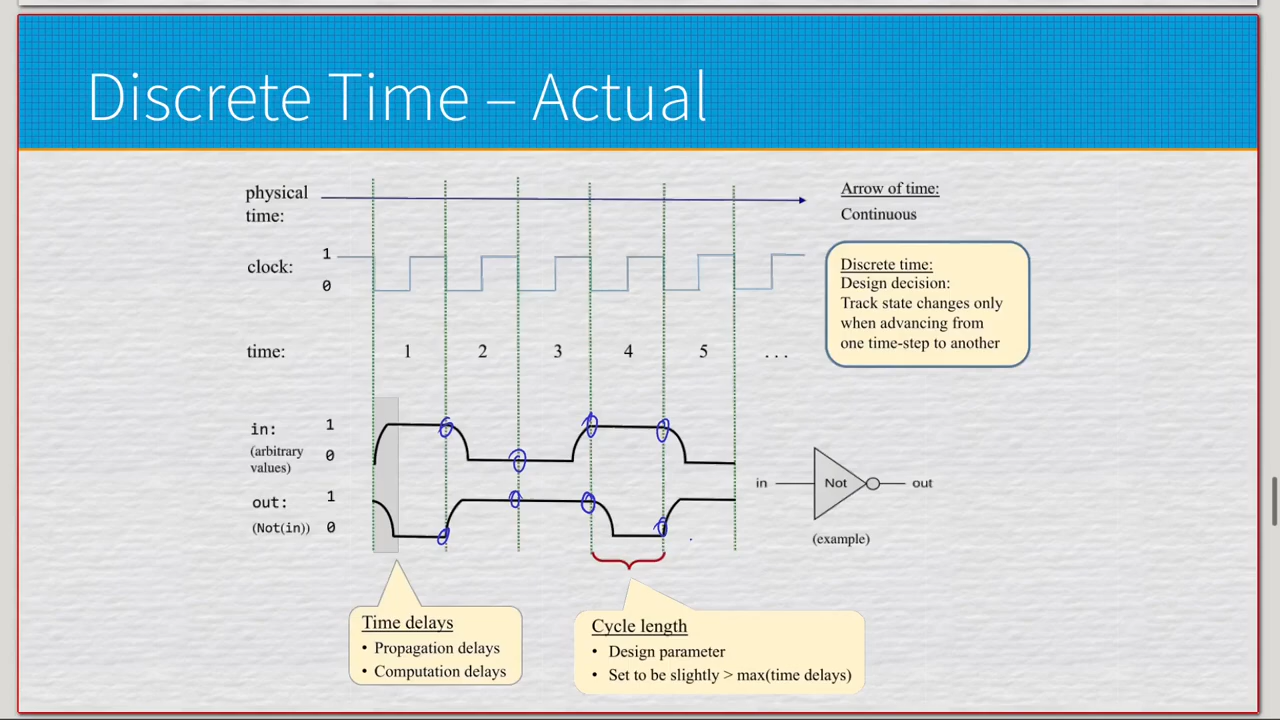 Discrete Time – Actual
physical
time:
Arrow of time:
Continuous
clock:
1
0
Discrete time:
Design decision:
Track state changes only
when advancing from
one time-step to another
time:
1 2 3 4 5 ...
in:
1
(arbitrary
values)
0
out:
1
(Not(in))
0
in
Not
out
(example)
Time delays
• Propagation delays
• Computation delays
Cycle length
• Design parameter
• Set to be slightly > max(time delays)